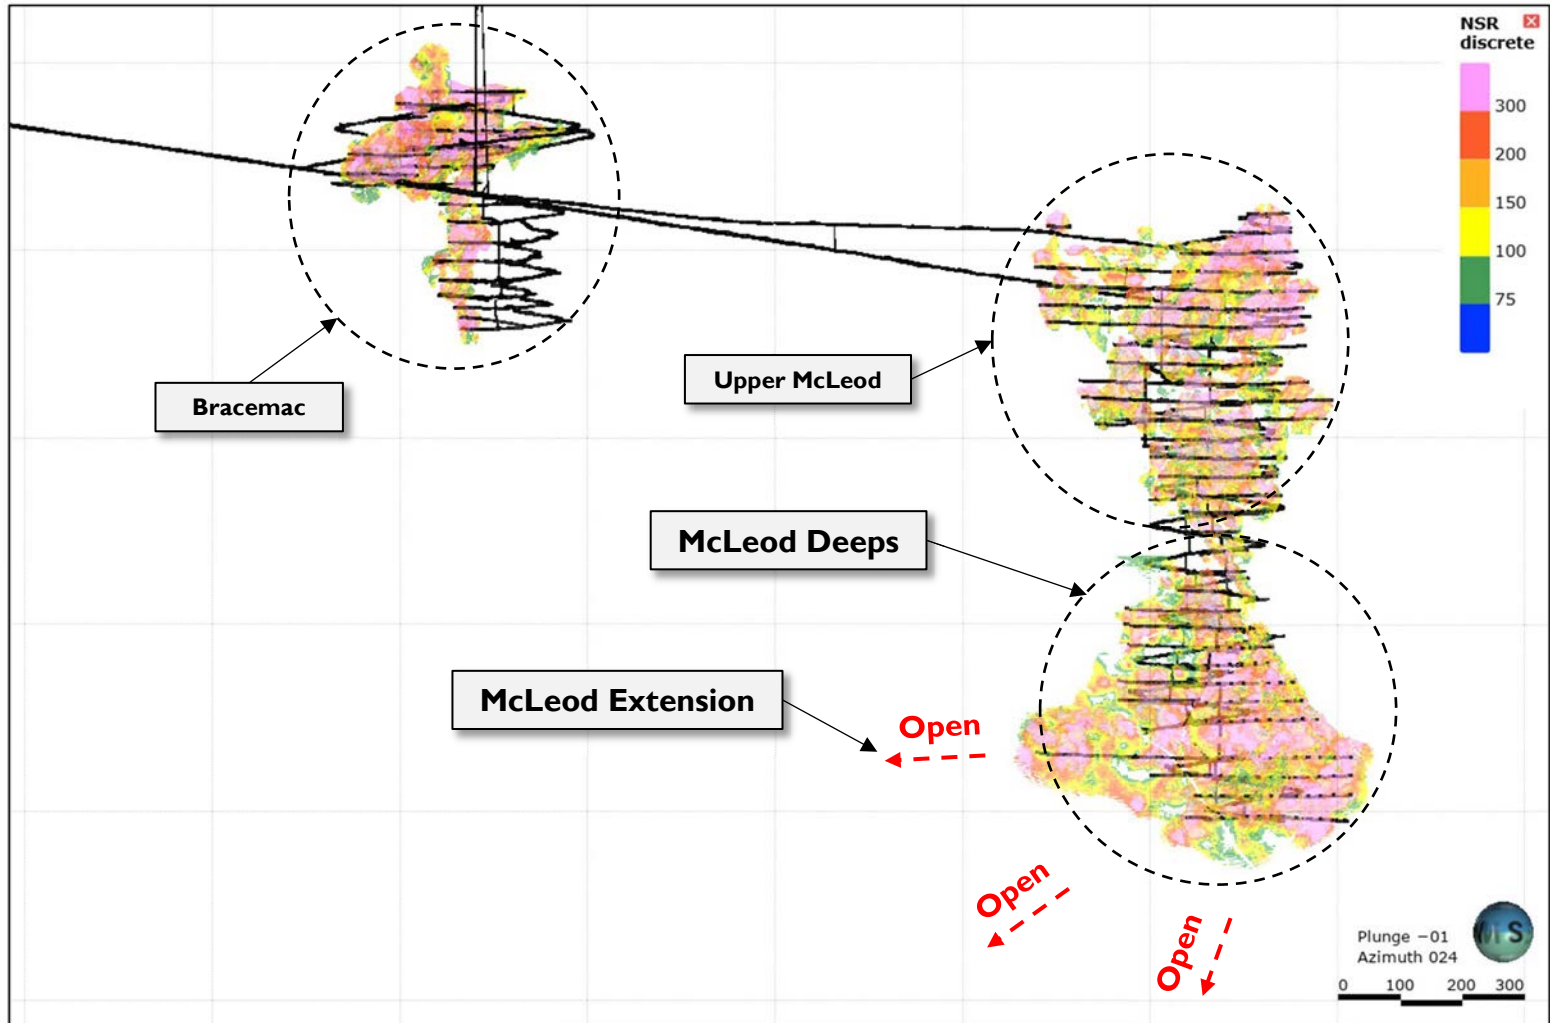 NSR
discrete
300
200
150
100
75
Bracemac
Upper McLeod
McLeod Deeps
McLeod Extension
Open
Open
Open
Plunge −01
Azimuth 024
0 100 200 300